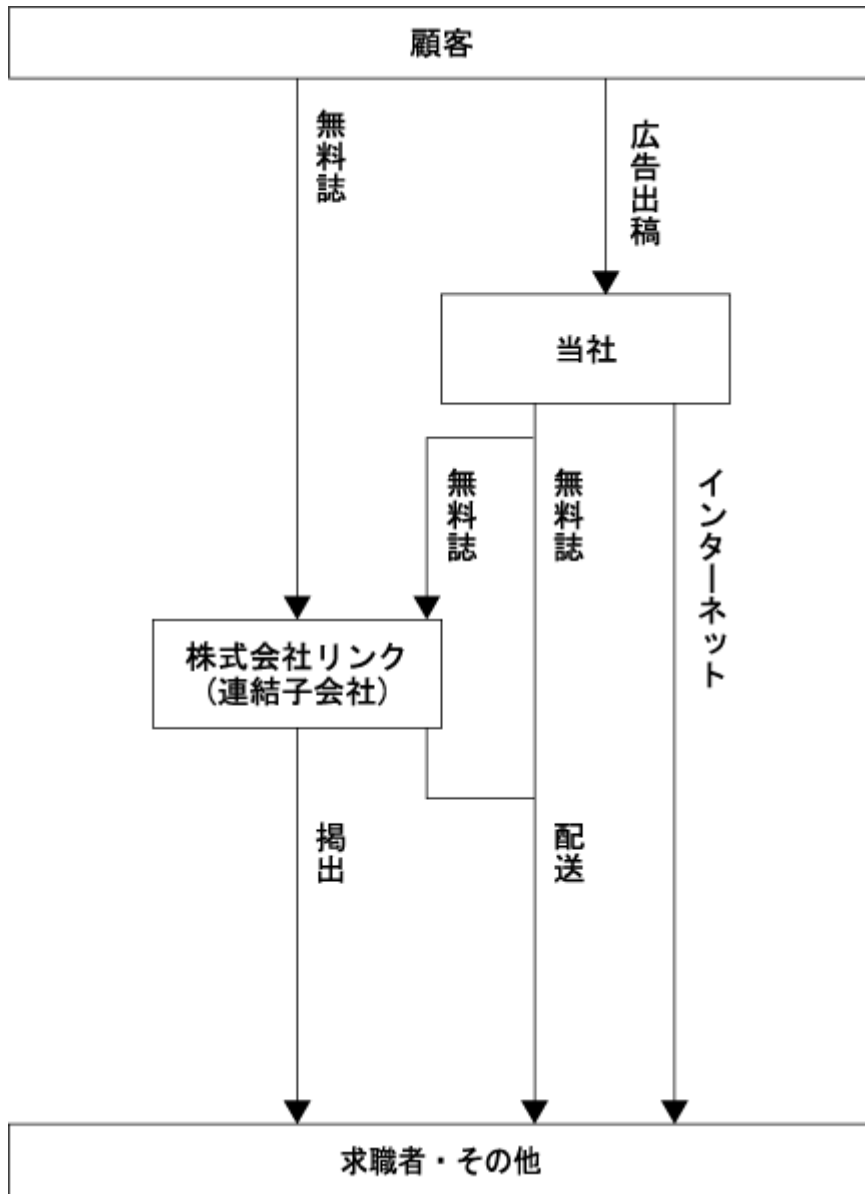 顧客
無料誌
広告出稿
当社
無料誌
無料誌
インターネット
株式会社リンク
(連結子会社)
掲出
配送
求職者・その他